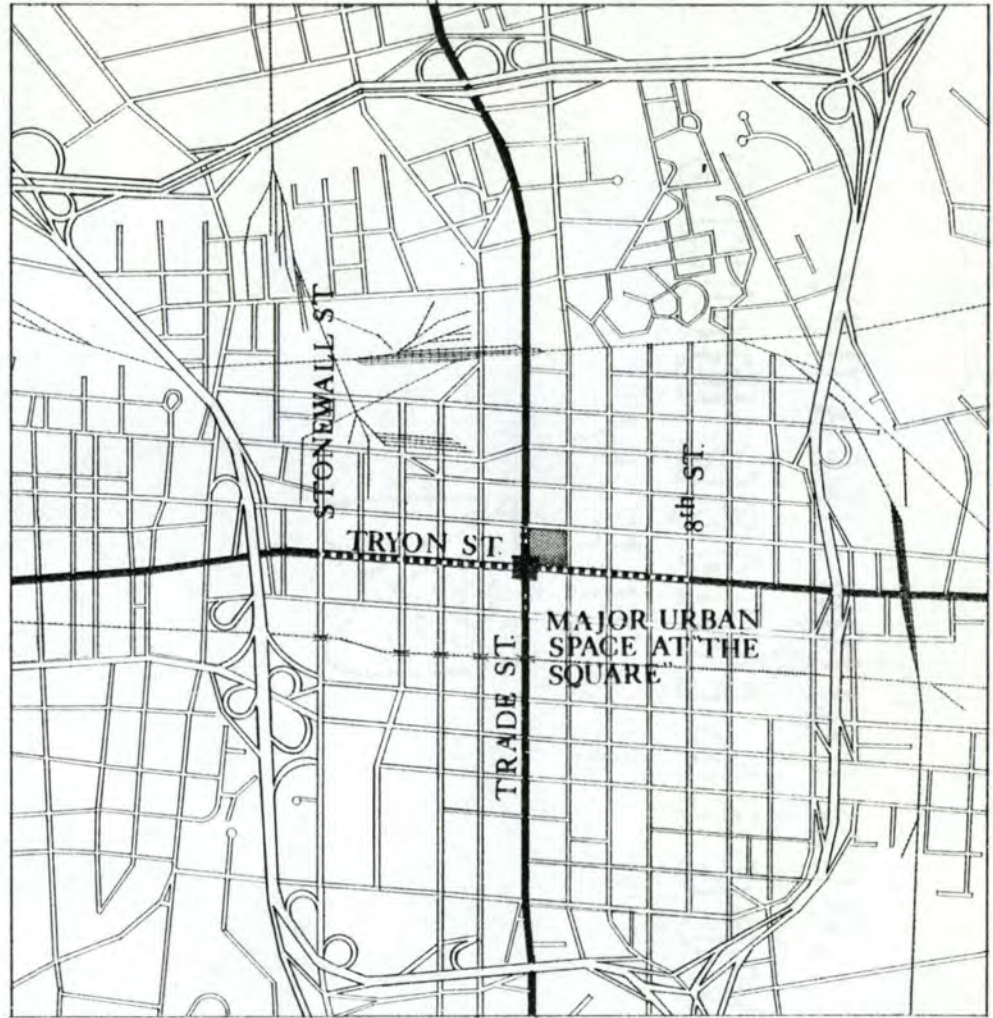 STONEWALL ST
8th ST.
TRYON ST.
MAJOR URBAN
SPACE AT "THE
SQUARE"
TRADE ST.